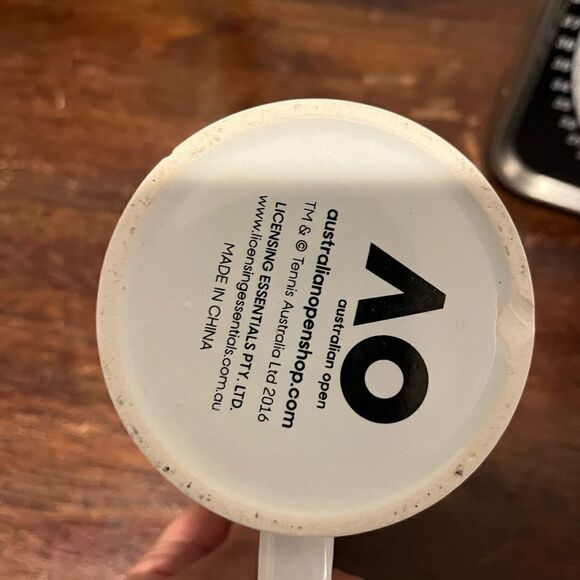 AO
australian open
australianopenshop.com
TM & © Tennis Australia Ltd 2016
LICENSING ESSENTIALS PTY. LTD.
www.licensingessentials.com.au
MADE IN CHINA